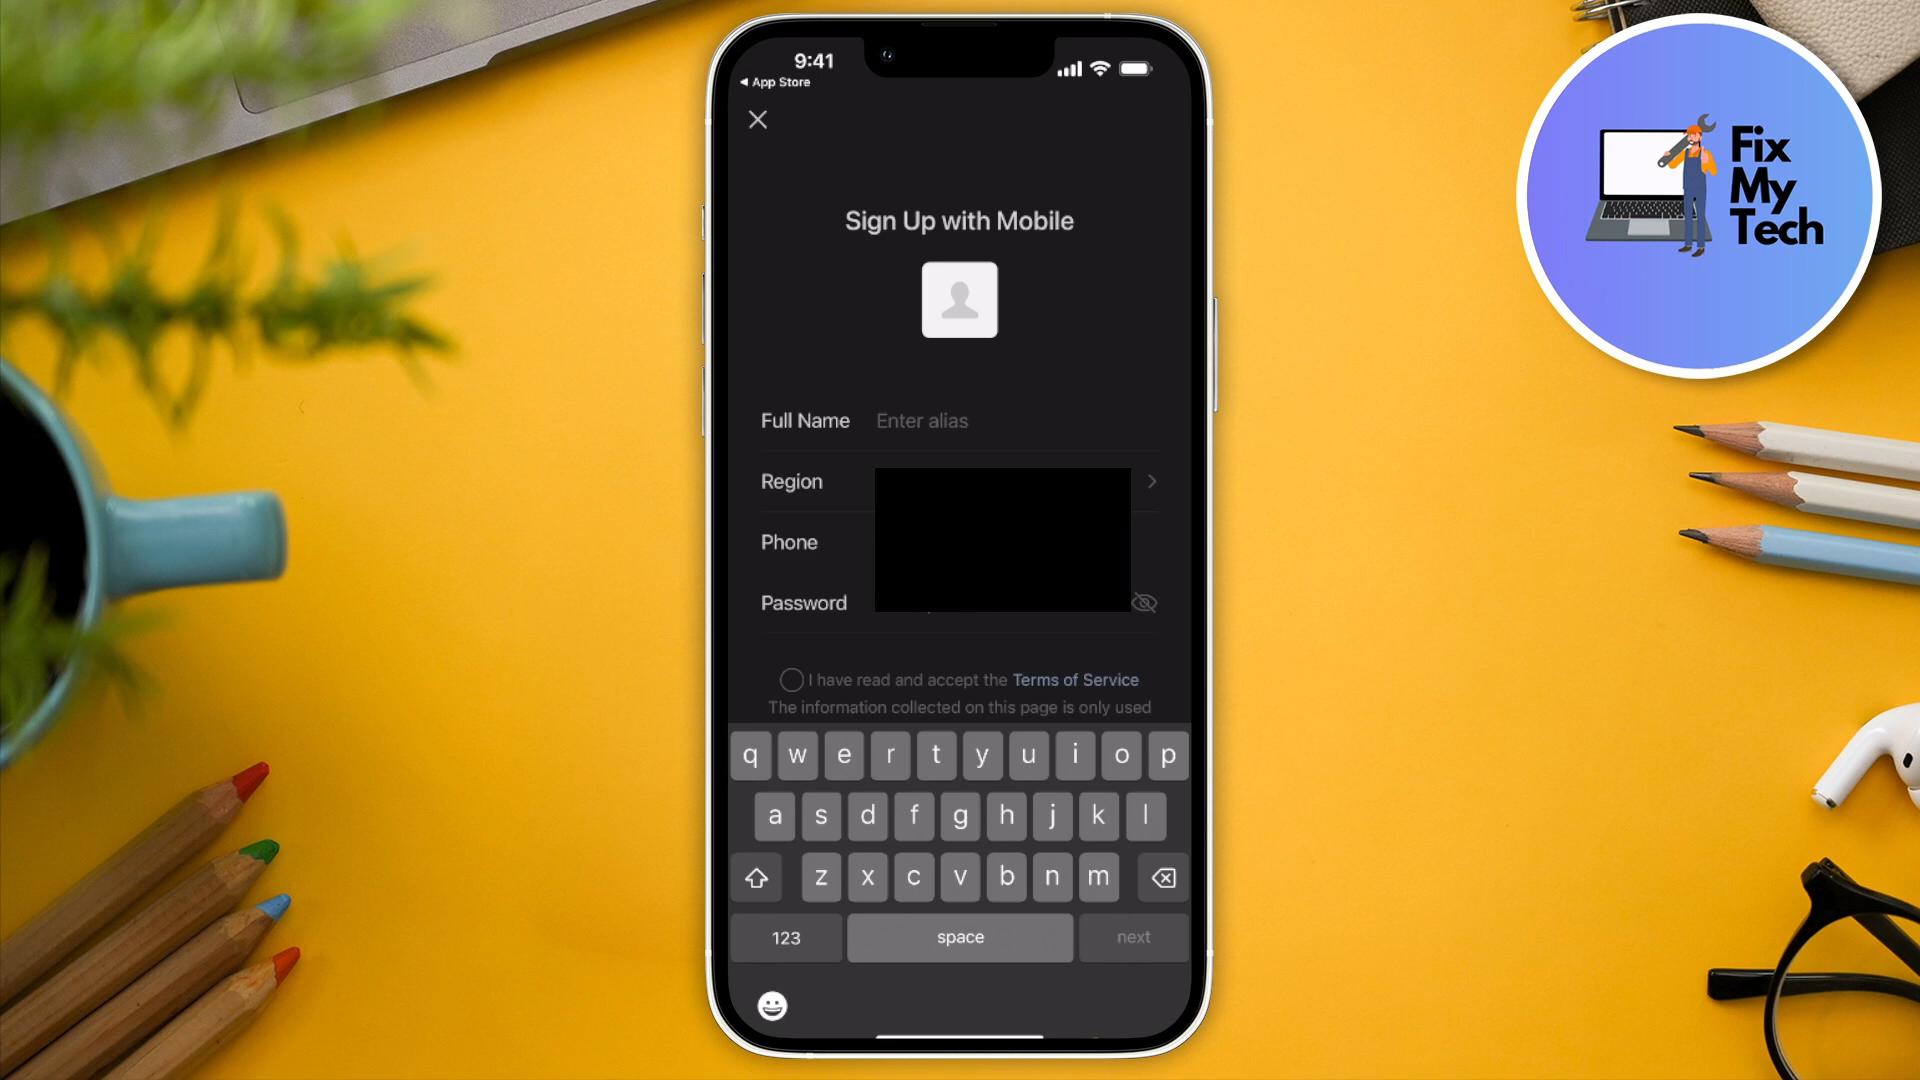 9:41
◀ App Store
Sign Up with Mobile
Full Name Enter alias
Region
Phone
Password
I have read and accept the Terms of Service
The information collected on this page is only used
q w e r t y u i o p
a s d f g h j k l
z x c v b n m
123 space next
Fix
My
Tech